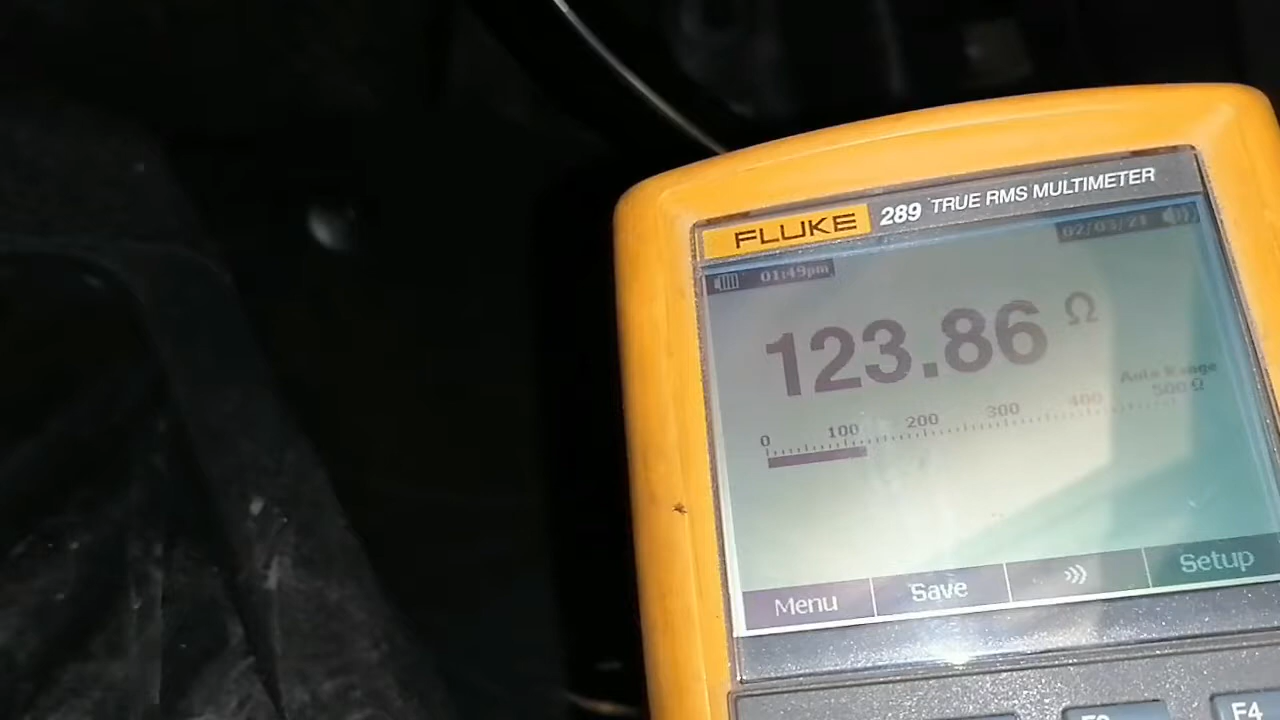 FLUKE 289 TRUE RMS MULTIMETER
01:49pm 02/03/21
123.86 Ω
Auto Range
500 Ω
0 100 200 300 400
Menu Save Setup
F4